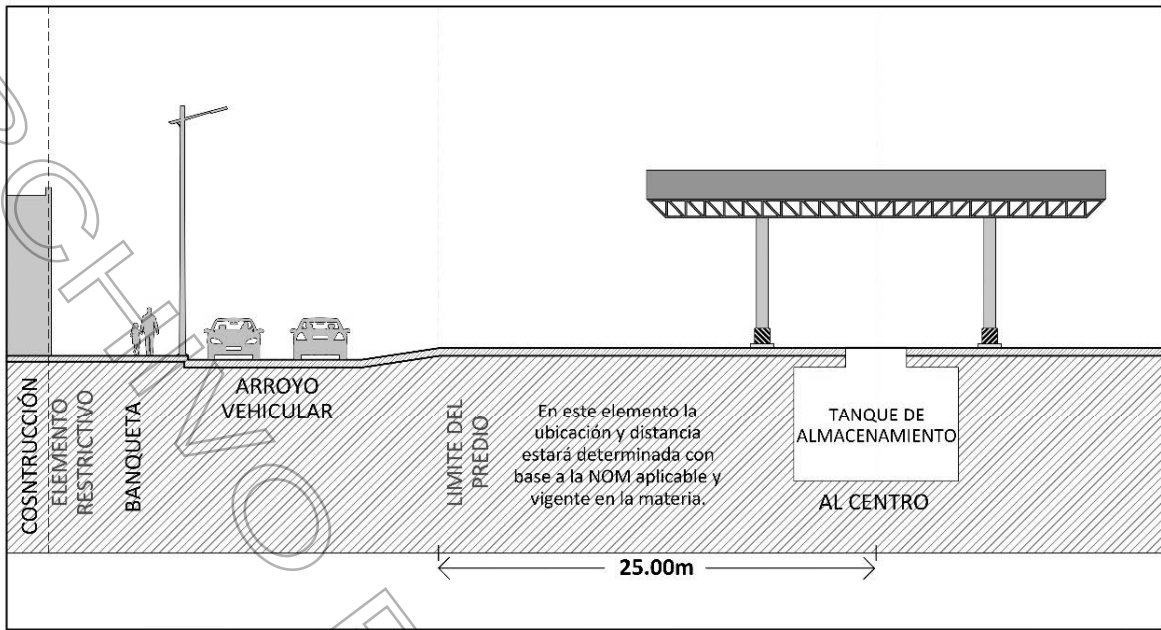 COSNTRUCCIÓN
ELEMENTO
RESTRICTIVO
BANQUETA
ARROYO
VEHICULAR
LIMITE DEL
PREDIO
En este elemento la
ubicación y distancia
estará determinada con
base a la NOM aplicable y
vigente en la materia.
TANQUE DE
ALMACENAMIENTO
AL CENTRO
25.00m